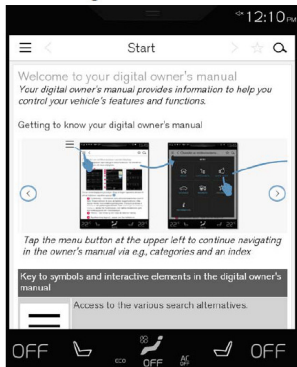 12:10 PM
Start
Welcome to your digital owner's manual
Your digital owner's manual provides information to help you
control your vehicle's features and functions.
Getting to know your digital owner's manual
Tap the menu button at the upper left to continue navigating
in the owner's manual via e.g., categories and an index
Key to symbols and interactive elements in the digital owner's
manual
Access to the various search alternatives.
OFF ECO OFF AC OFF OFF